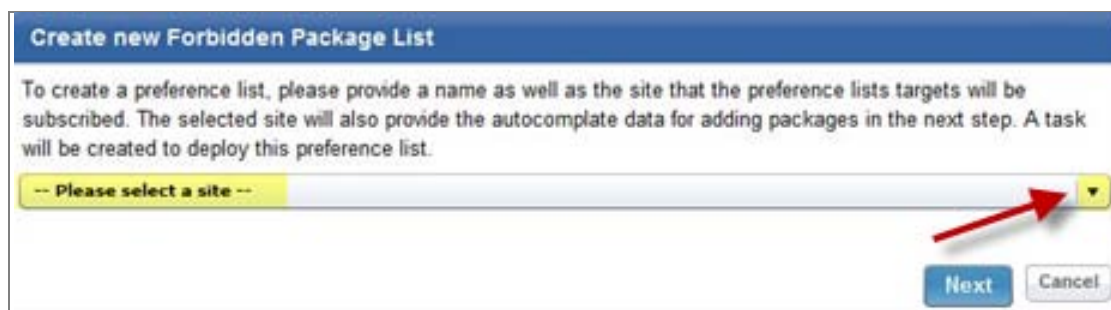 Create new Forbidden Package List
To create a preference list, please provide a name as well as the site that the preference lists targets will be
subscribed. The selected site will also provide the autocomplate data for adding packages in the next step. A task
will be created to deploy this preference list.
-- Please select a site --
Next Cancel